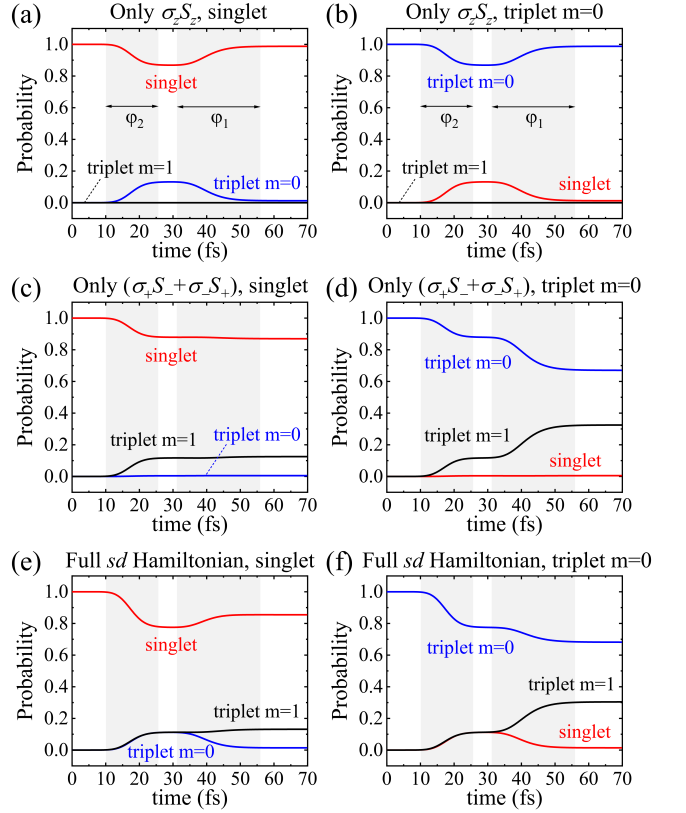 (a) Only σzSz, singlet
Probability
1.0
0.8
0.6
0.4
0.2
0.0
singlet
φ2
φ1
triplet m=1
triplet m=0
0 10 20 30 40 50 60 70
time (fs)
(b) Only σzSz, triplet m=0
Probability
1.0
0.8
0.6
0.4
0.2
0.0
triplet m=0
φ2
φ1
triplet m=1
singlet
0 10 20 30 40 50 60 70
time (fs)
(c) Only (σ+S−+σ−S+), singlet
Probability
1.0
0.8
0.6
0.4
0.2
0.0
singlet
triplet m=0
triplet m=1
0 10 20 30 40 50 60 70
time (fs)
(d) Only (σ+S−+σ−S+), triplet m=0
Probability
1.0
0.8
0.6
0.4
0.2
0.0
triplet m=0
triplet m=1
singlet
0 10 20 30 40 50 60 70
time (fs)
(e) Full sd Hamiltonian, singlet
Probability
1.0
0.8
0.6
0.4
0.2
0.0
singlet
triplet m=1
triplet m=0
0 10 20 30 40 50 60 70
time (fs)
(f) Full sd Hamiltonian, triplet m=0
Probability
1.0
0.8
0.6
0.4
0.2
0.0
triplet m=0
triplet m=1
singlet
0 10 20 30 40 50 60 70
time (fs)